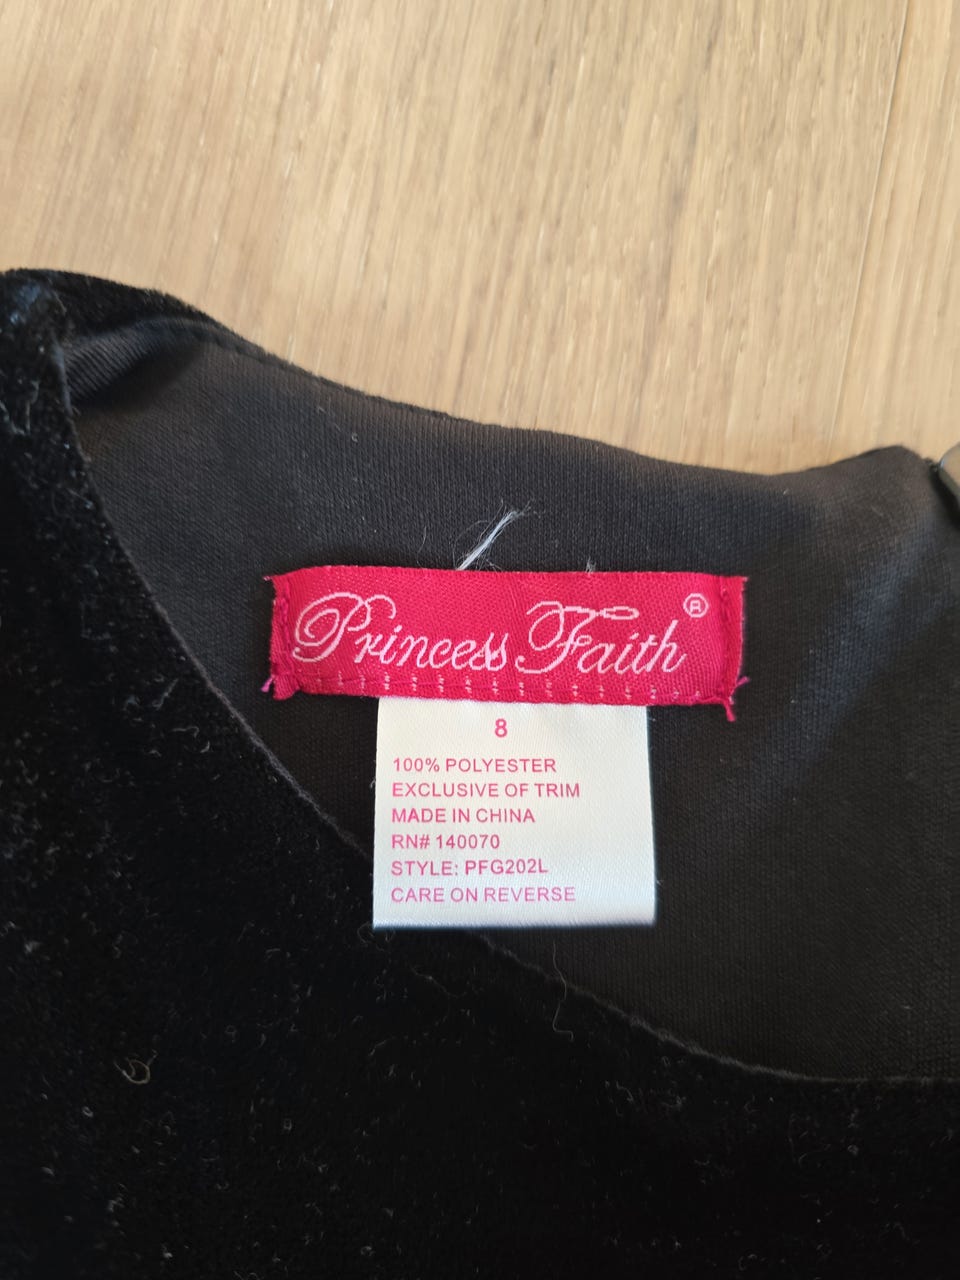 Princess Faith®
8
100% POLYESTER
EXCLUSIVE OF TRIM
MADE IN CHINA
RN# 140070
STYLE: PFG202L
CARE ON REVERSE